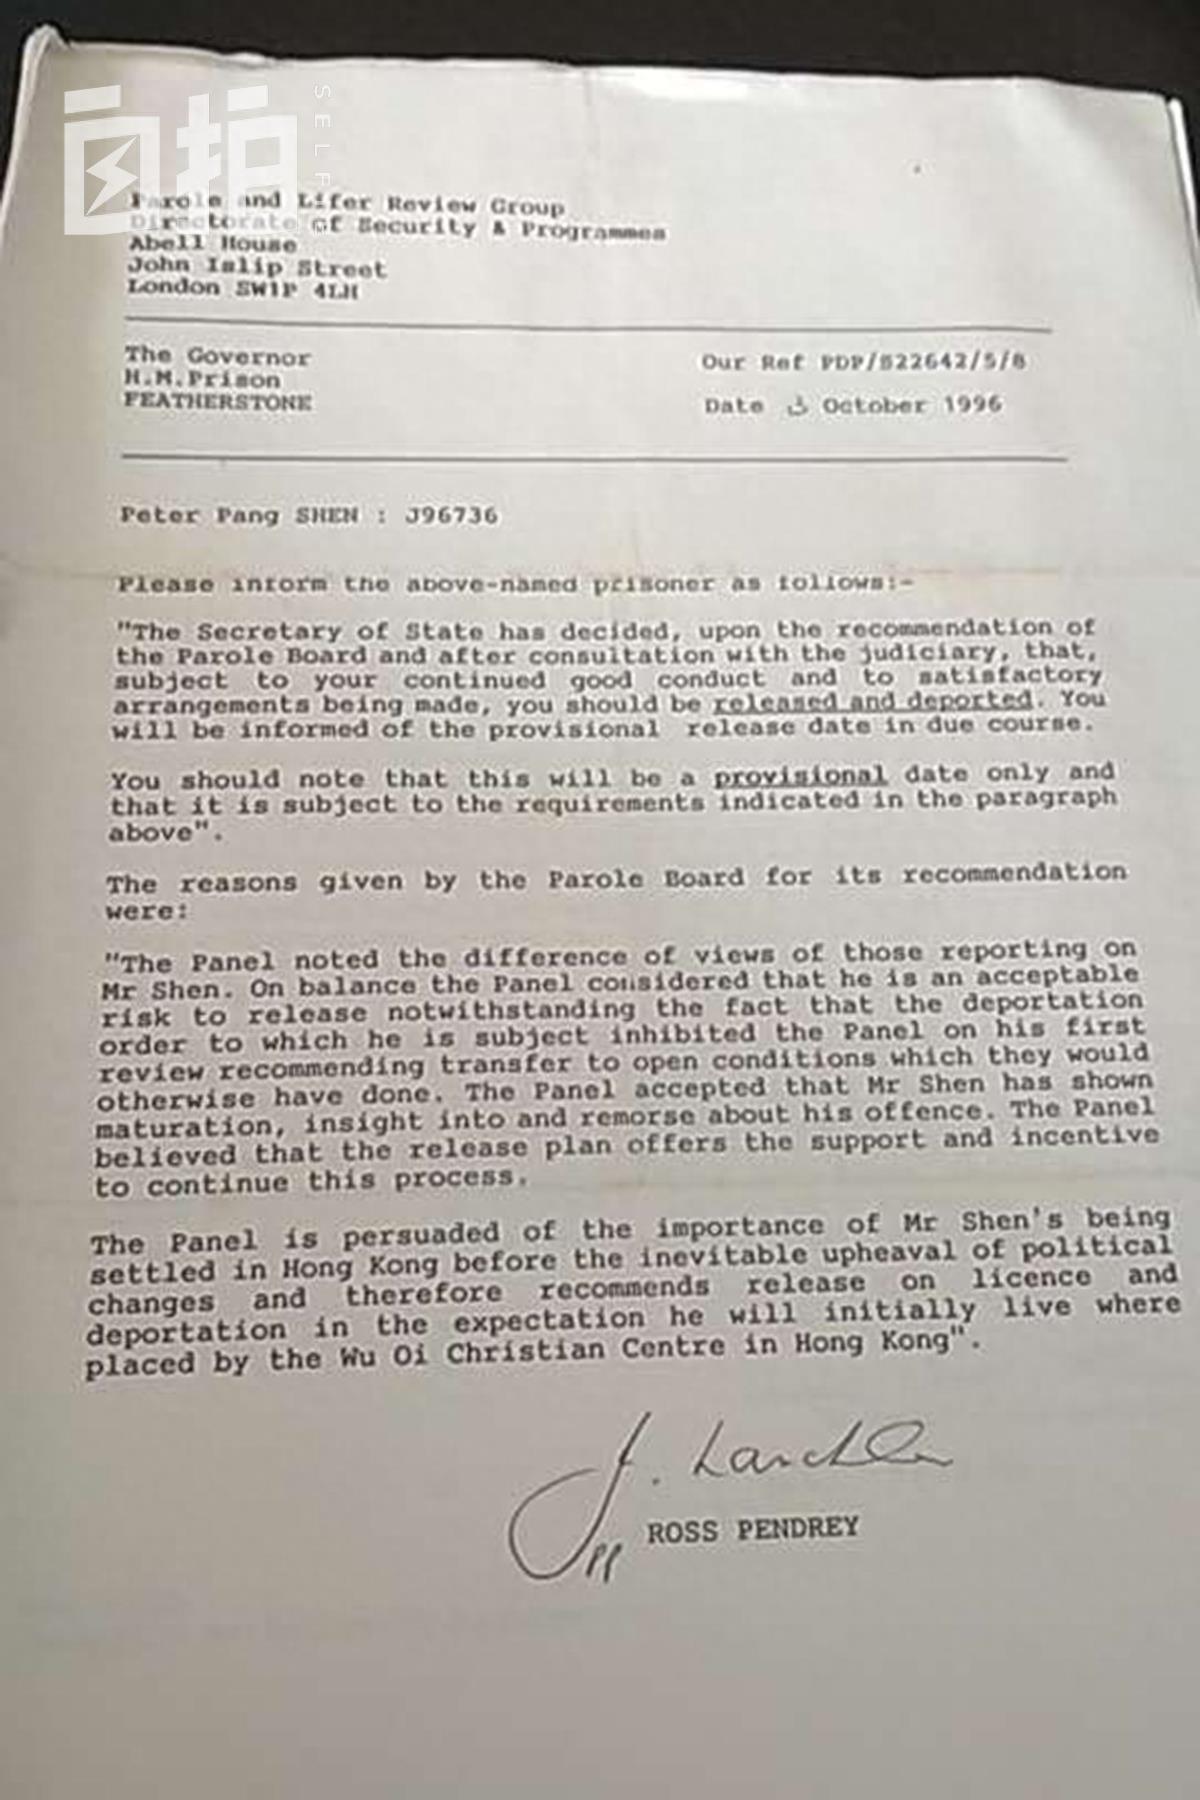 自拍
SELF
Parole and Lifer Review Group
Directorate of Security & Programmes
Abell House
John Islip Street
London SW1P 4LH
The Governor
H.M.Prison
FEATHERSTONE
Our Ref PDP/S22642/5/8
Date 3 October 1996
Peter Pang SHEN : J96736
Please inform the above-named prisoner as follows:-
"The Secretary of State has decided, upon the recommendation of
the Parole Board and after consultation with the judiciary, that,
subject to your continued good conduct and to satisfactory
arrangements being made, you should be released and deported. You
will be informed of the provisional release date in due course.
You should note that this will be a provisional date only and
that it is subject to the requirements indicated in the paragraph
above".
The reasons given by the Parole Board for its recommendation
were:
"The Panel noted the difference of views of those reporting on
Mr Shen. On balance the Panel considered that he is an acceptable
risk to release notwithstanding the fact that the deportation
order to which he is subject inhibited the Panel on his first
review recommending transfer to open conditions which they would
otherwise have done. The Panel accepted that Mr Shen has shown
maturation, insight into and remorse about his offence. The Panel
believed that the release plan offers the support and incentive
to continue this process.
The Panel is persuaded of the importance of Mr Shen's being
settled in Hong Kong before the inevitable upheaval of political
changes and therefore recommends release on licence and
deportation in the expectation he will initially live where
placed by the Wu Oi Christian Centre in Hong Kong".
pp ROSS PENDREY